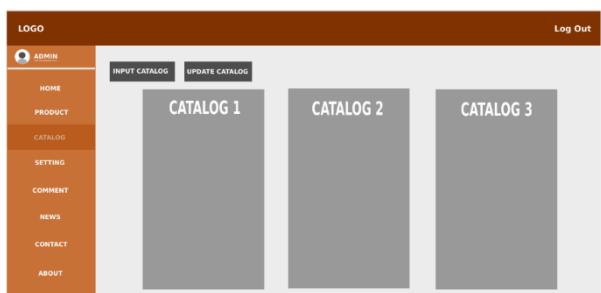 LOGO
Log Out
ADMIN
HOME
PRODUCT
CATALOG
SETTING
COMMENT
NEWS
CONTACT
ABOUT
INPUT CATALOG
UPDATE CATALOG
CATALOG 1
CATALOG 2
CATALOG 3